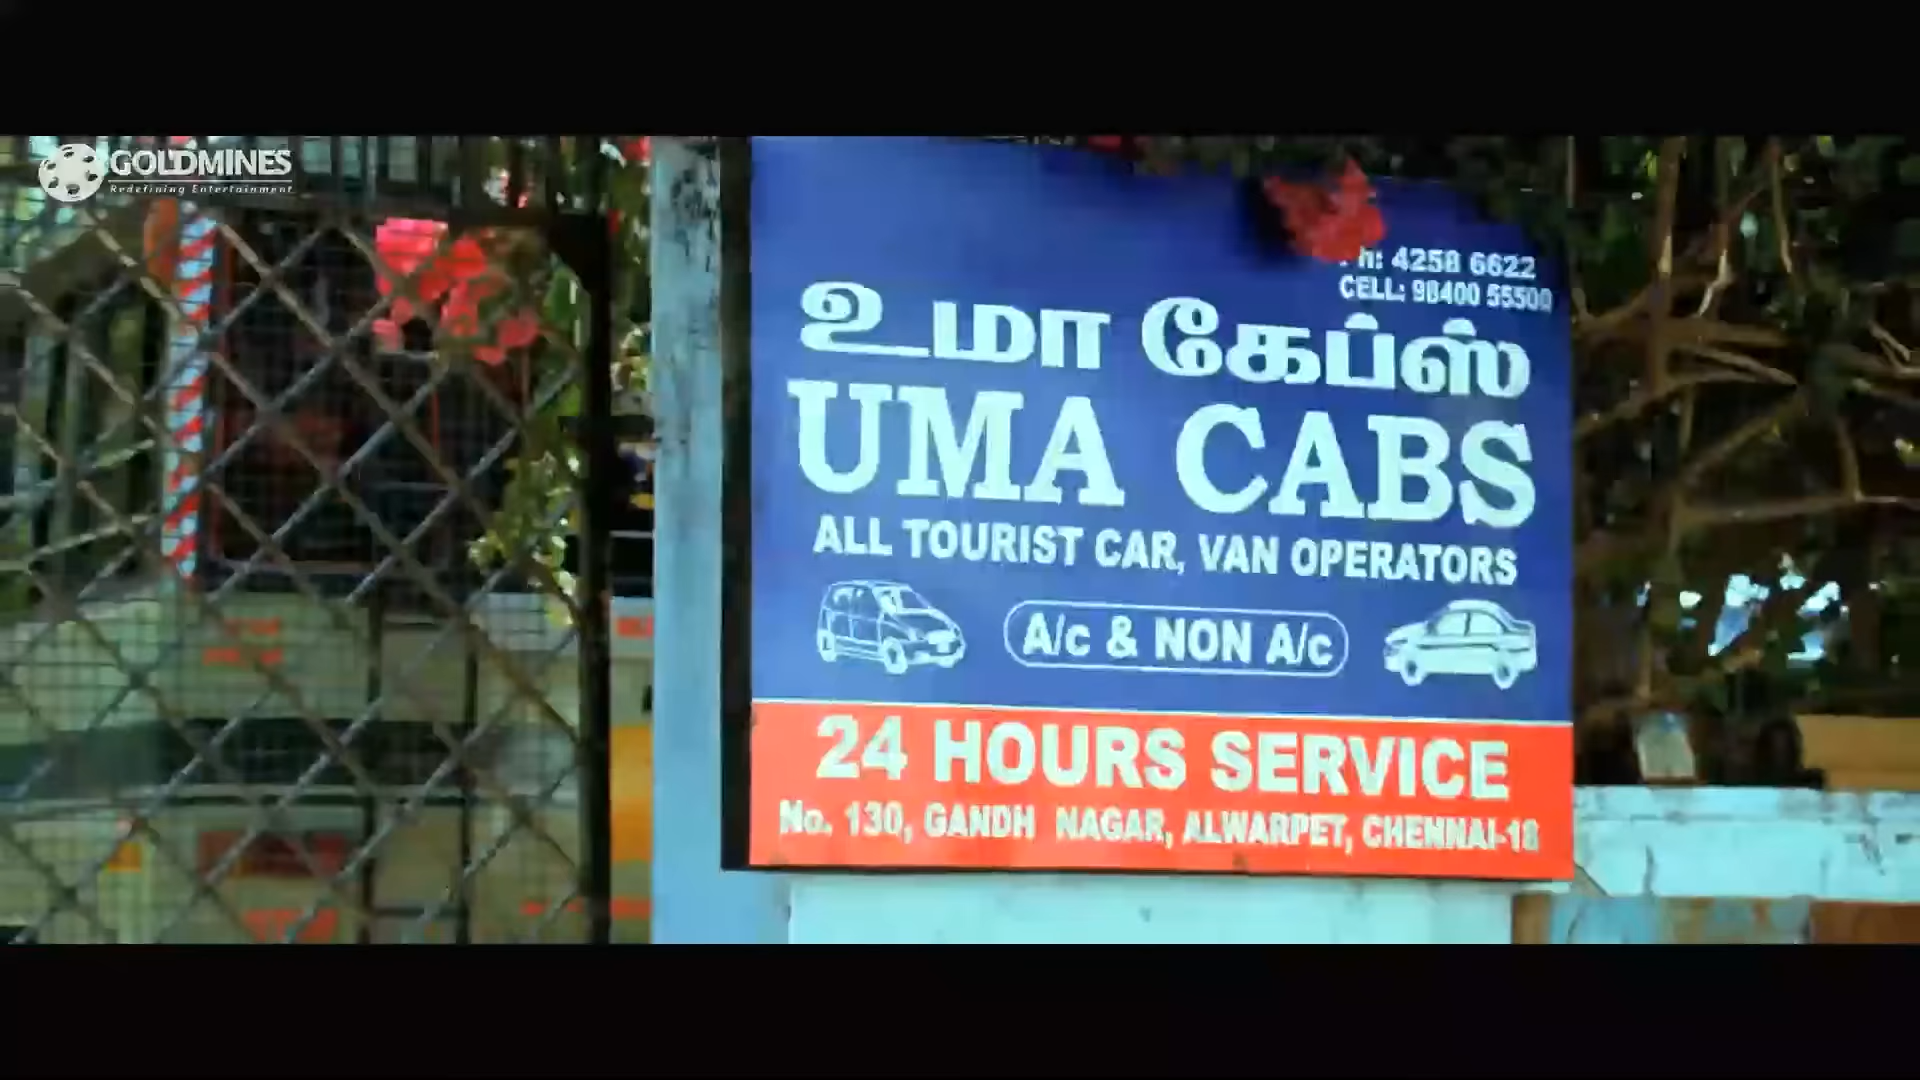 GOLDMINES
Redefining Entertainment
Ph: 4258 6622
CELL: 98400 55500
உமா கேப்ஸ்
UMA CABS
ALL TOURIST CAR, VAN OPERATORS
A/c & NON A/c
24 HOURS SERVICE
No. 130, GANDH NAGAR, ALWARPET, CHENNAI-18